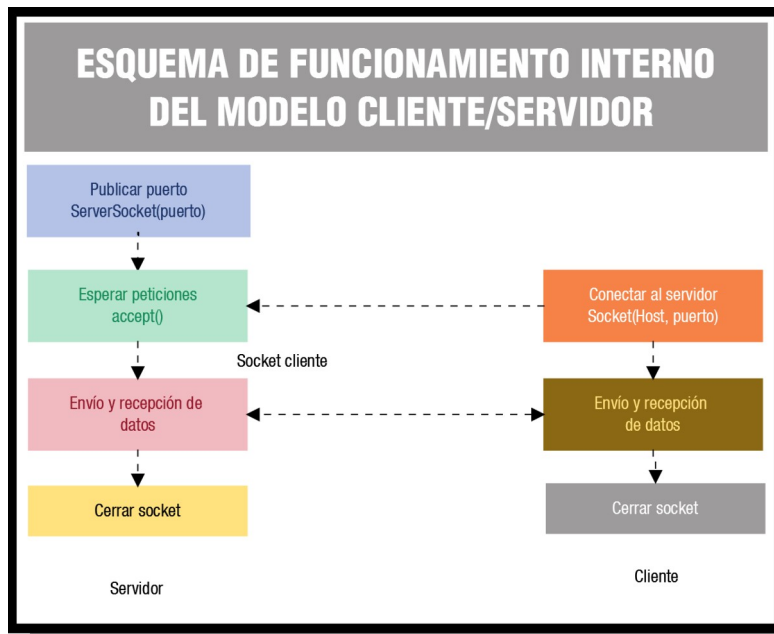 ESQUEMA DE FUNCIONAMIENTO INTERNO
DEL MODELO CLIENTE/SERVIDOR
Publicar puerto
ServerSocket(puerto)
Esperar peticiones
accept()
Conectar al servidor
Socket(Host, puerto)
Socket cliente
Envío y recepción de
datos
Envío y recepción
de datos
Cerrar socket
Cerrar socket
Servidor
Cliente